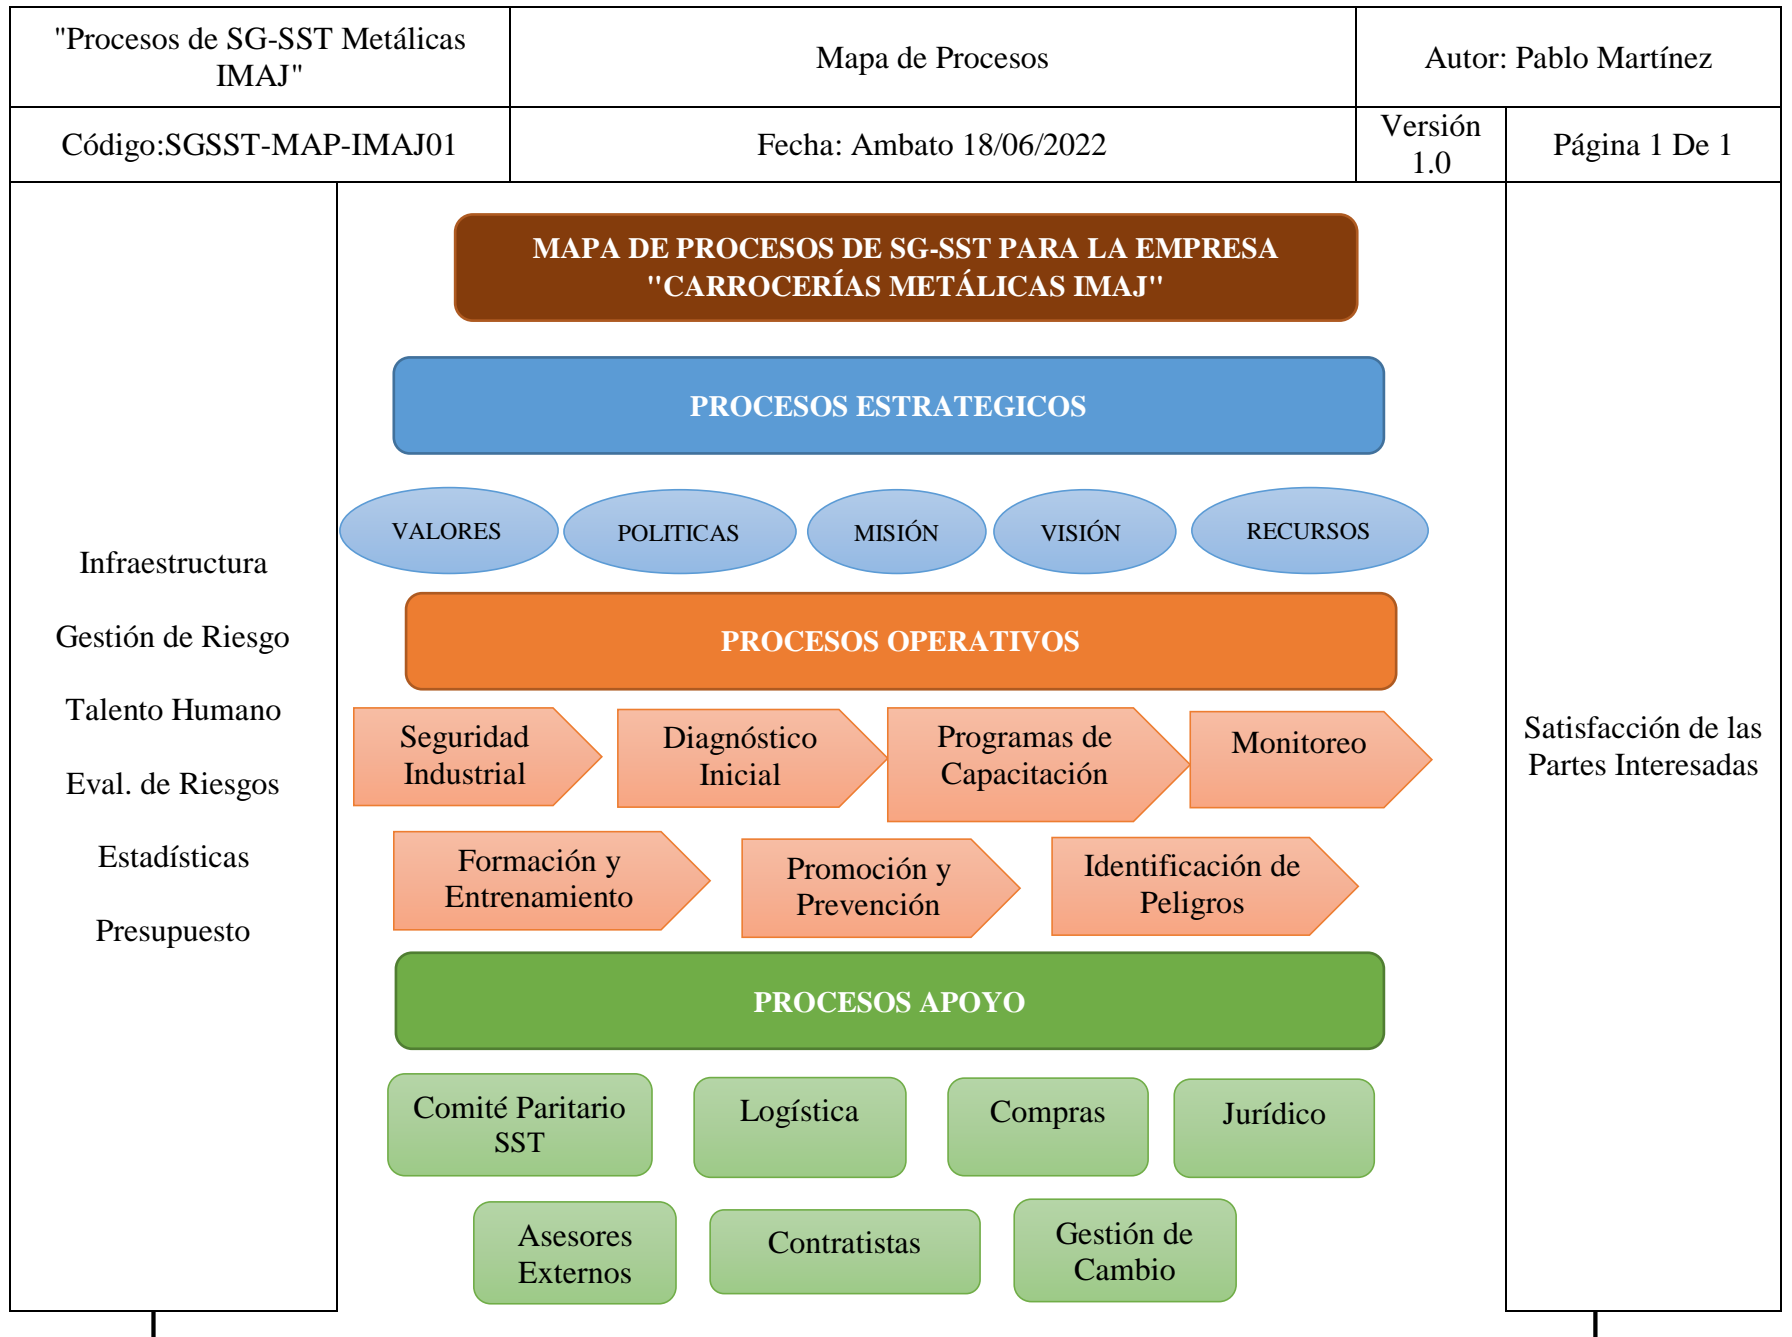 "Procesos de SG-SST Metálicas
IMAJ"
Mapa de Procesos
Autor: Pablo Martínez
Código:SGSST-MAP-IMAJ01
Fecha: Ambato 18/06/2022
Versión
1.0
Página 1 De 1
Infraestructura
Gestión de Riesgo
Talento Humano
Eval. de Riesgos
Estadísticas
Presupuesto
MAPA DE PROCESOS DE SG-SST PARA LA EMPRESA
"CARROCERÍAS METÁLICAS IMAJ"
PROCESOS ESTRATEGICOS
VALORES
POLITICAS
MISIÓN
VISIÓN
RECURSOS
PROCESOS OPERATIVOS
Seguridad
Industrial
Diagnóstico
Inicial
Programas de
Capacitación
Monitoreo
Formación y
Entrenamiento
Promoción y
Prevención
Identificación de
Peligros
PROCESOS APOYO
Comité Paritario
SST
Logística
Compras
Jurídico
Asesores
Externos
Contratistas
Gestión de
Cambio
Satisfacción de las
Partes Interesadas